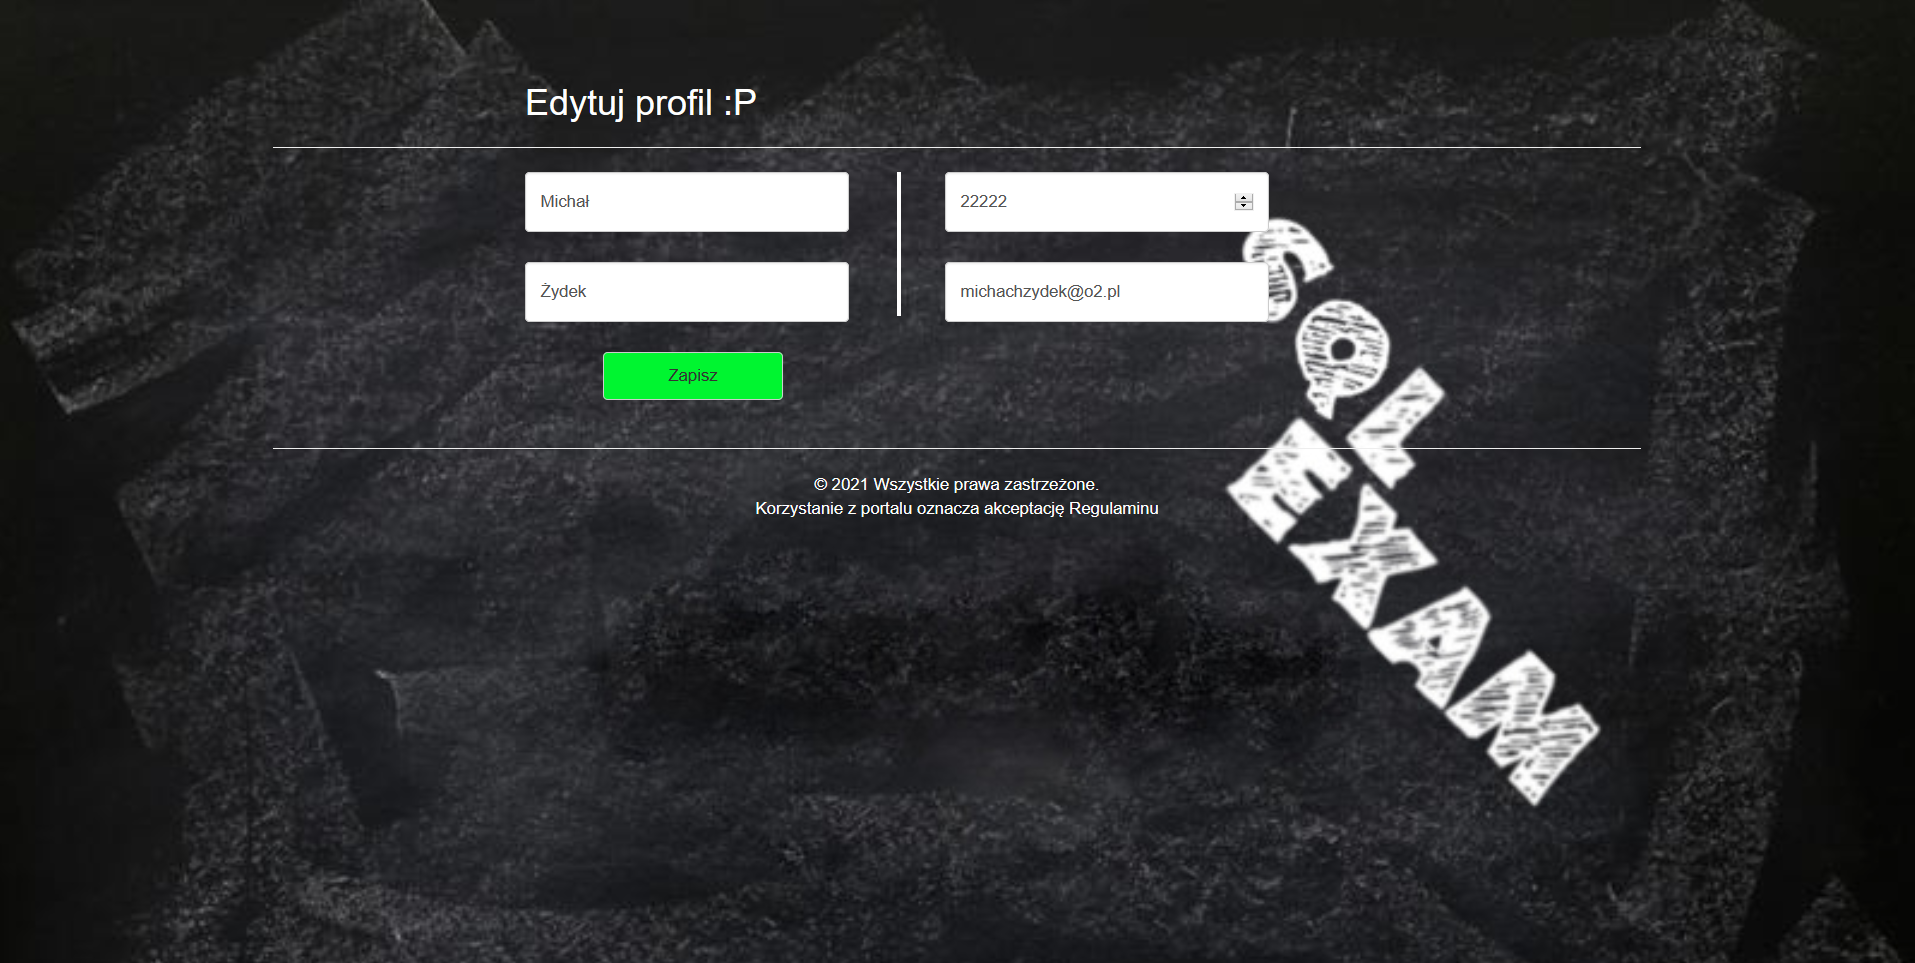 Edytuj profil :P
Michał
22222
Żydek
michachzydek@o2.pl
Zapisz
SQL
EXAM
© 2021 Wszystkie prawa zastrzeżone.
Korzystanie z portalu oznacza akceptację Regulaminu